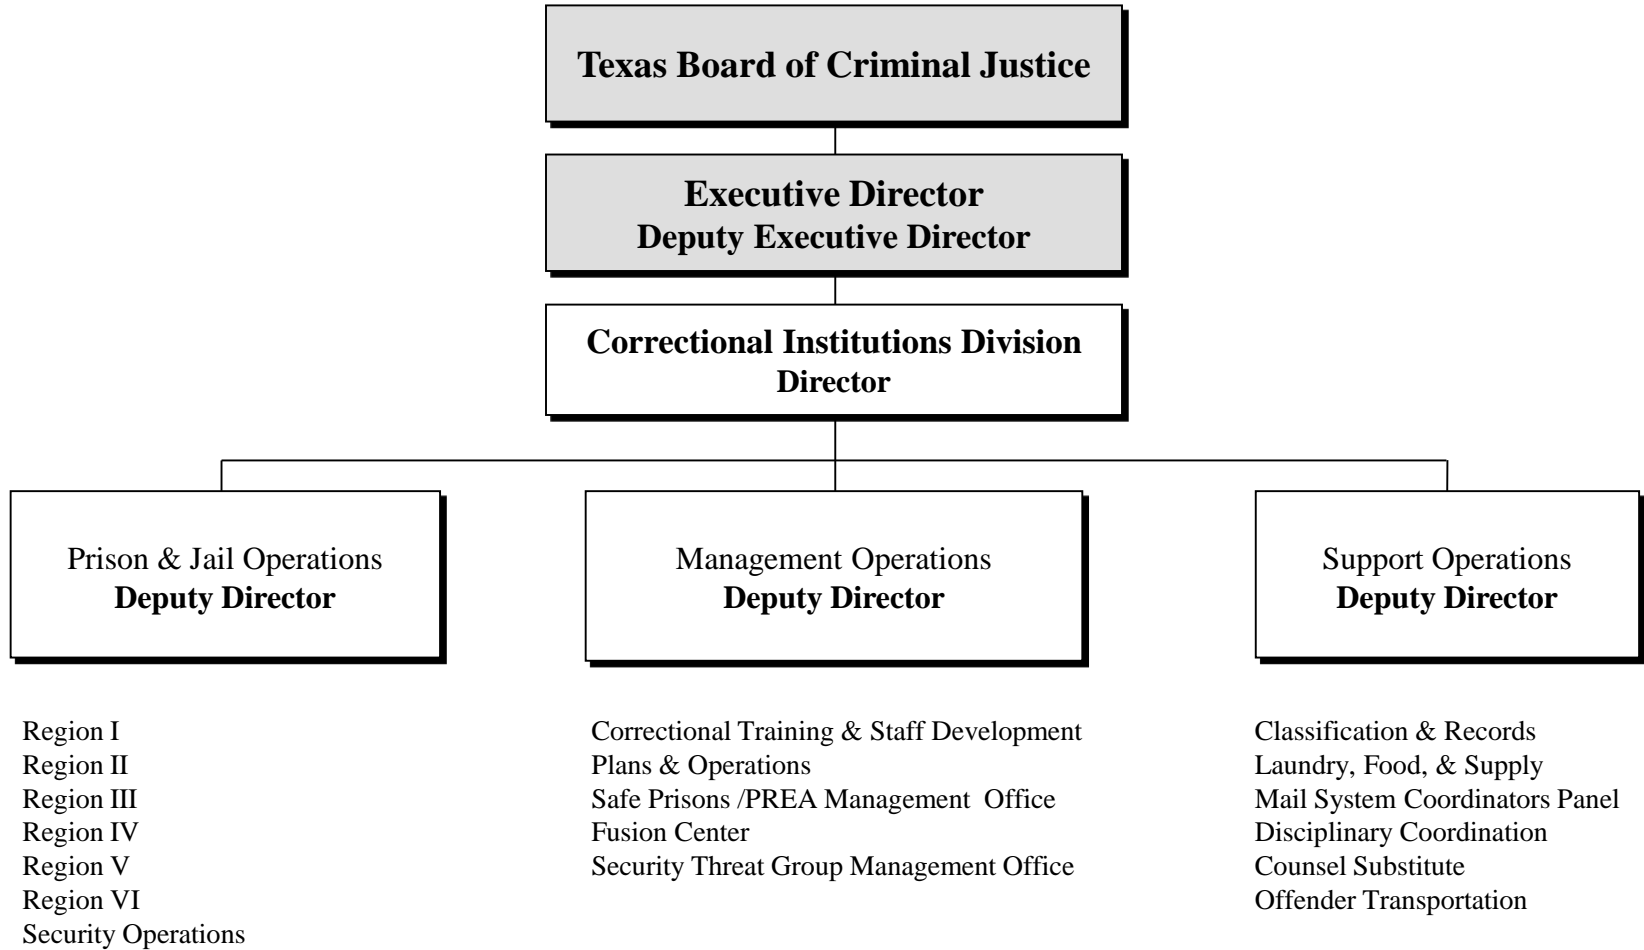 Texas Board of Criminal Justice
Executive Director
Deputy Executive Director
Correctional Institutions Division
Director
Prison & Jail Operations
Deputy Director
Management Operations
Deputy Director
Support Operations
Deputy Director
Region I
Region II
Region III
Region IV
Region V
Region VI
Security Operations
Correctional Training & Staff Development
Plans & Operations
Safe Prisons /PREA Management  Office
Fusion Center
Security Threat Group Management Office
Classification & Records
Laundry, Food, & Supply
Mail System Coordinators Panel
Disciplinary Coordination
Counsel Substitute
Offender Transportation